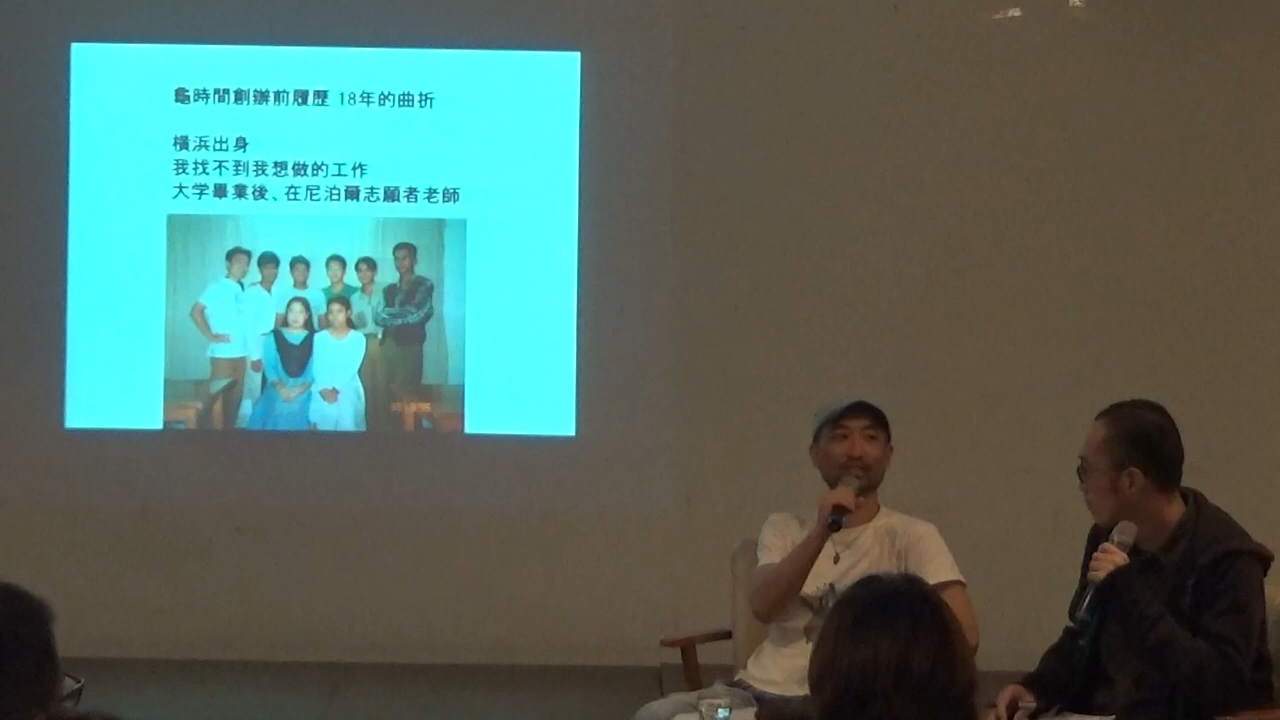 龜時間創辦前履歷 18年的曲折
横浜出身
我找不到我想做的工作
大学畢業後、在尼泊爾志願者老師